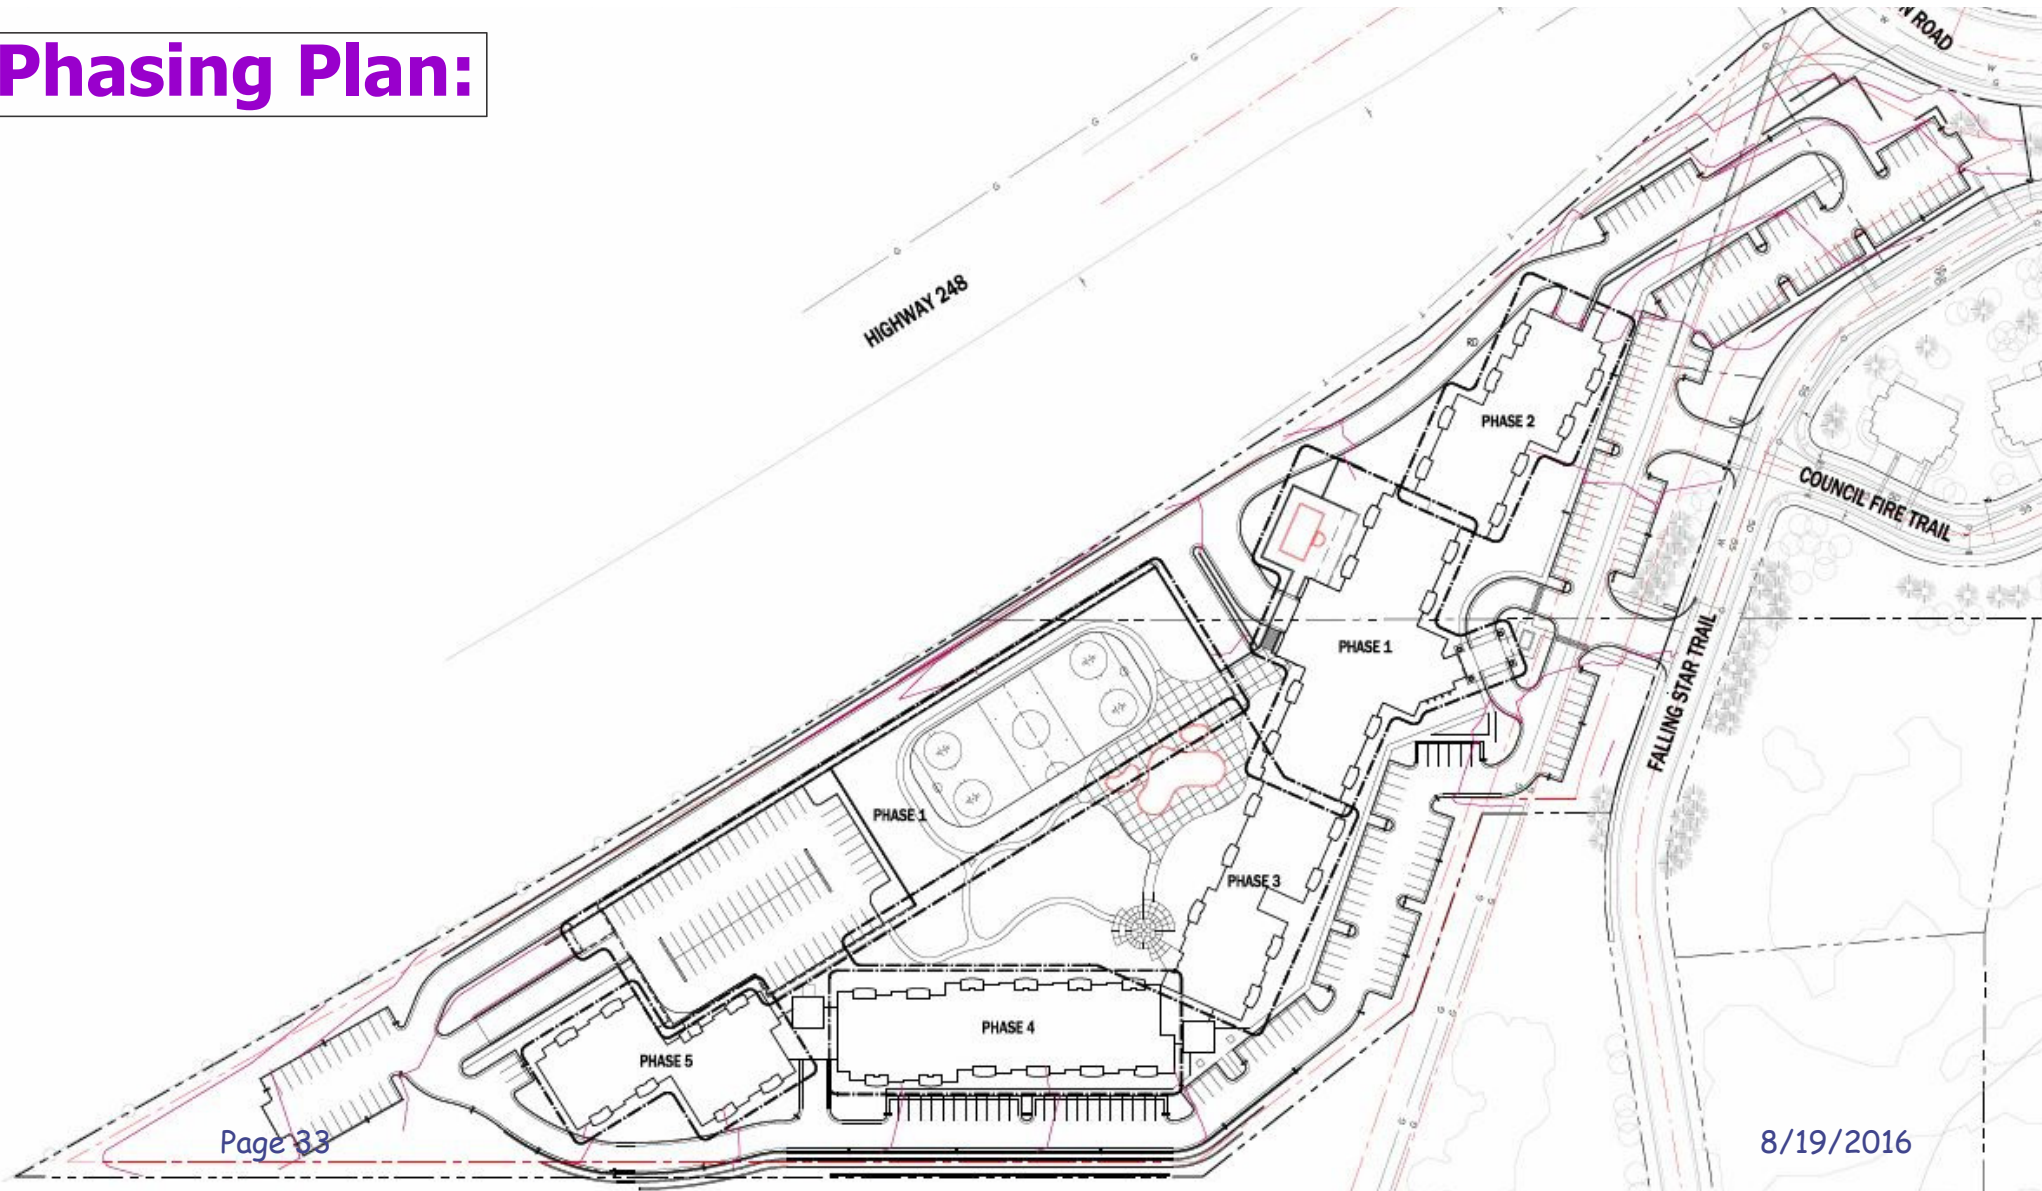 Phasing Plan:
N ROAD
HIGHWAY 248
PHASE 2
COUNCIL FIRE TRAIL
PHASE 1
FALLING STAR TRAIL
PHASE 1
PHASE 3
PHASE 4
PHASE 5
Page 33
8/19/2016